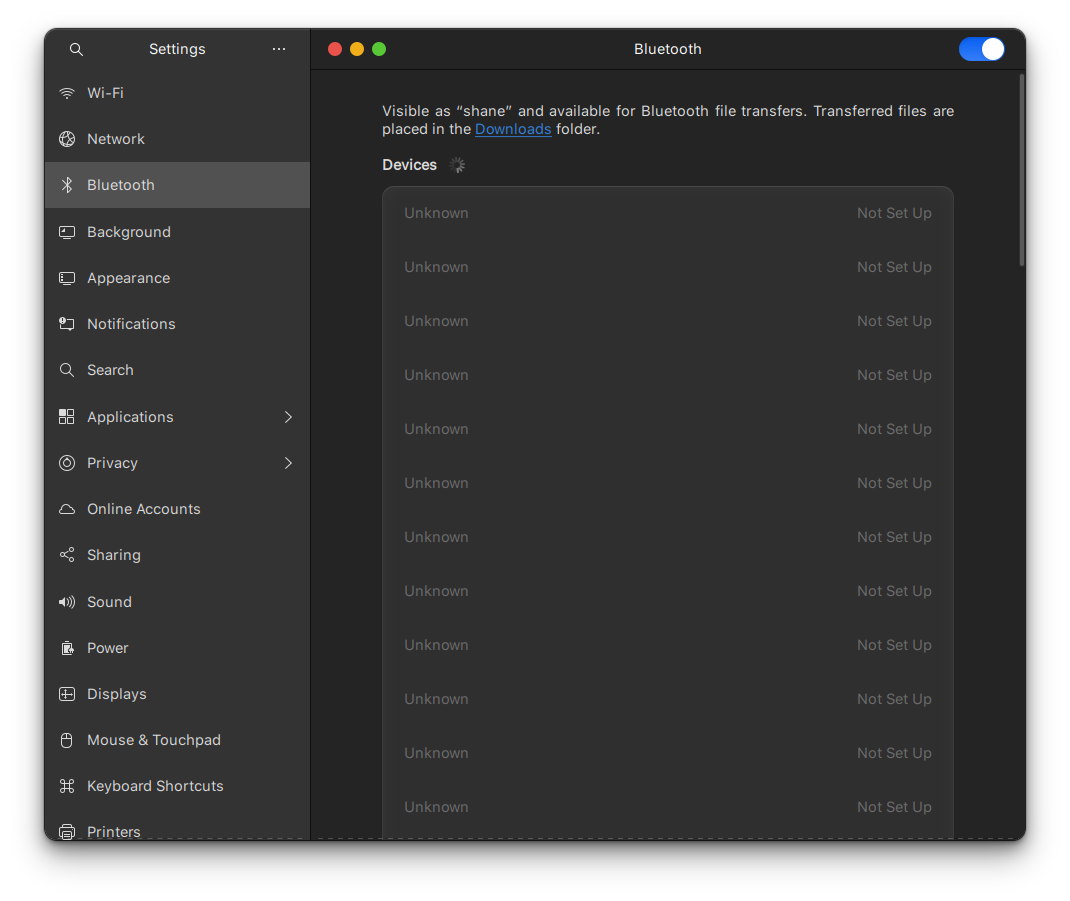 Settings
Wi-Fi
Network
Bluetooth
Background
Appearance
Notifications
Search
Applications
Privacy
Online Accounts
Sharing
Sound
Power
Displays
Mouse & Touchpad
Keyboard Shortcuts
Printers
Bluetooth
Visible as “shane” and available for Bluetooth file transfers. Transferred files are
placed in the Downloads folder.
Devices
Unknown Not Set Up
Unknown Not Set Up
Unknown Not Set Up
Unknown Not Set Up
Unknown Not Set Up
Unknown Not Set Up
Unknown Not Set Up
Unknown Not Set Up
Unknown Not Set Up
Unknown Not Set Up
Unknown Not Set Up
Unknown Not Set Up